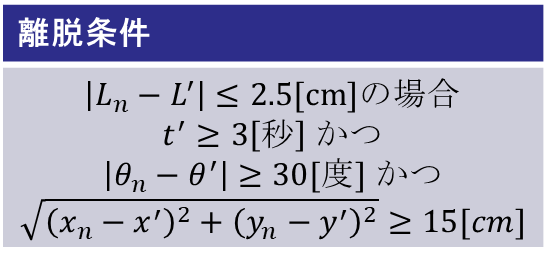 離脱条件
|Lₙ − L′| ≤ 2.5[cm]の場合
t′ ≥ 3[秒] かつ
|θₙ − θ′| ≥ 30[度] かつ
√((xₙ − x′)² + (yₙ − y′)²) ≥ 15[cm]